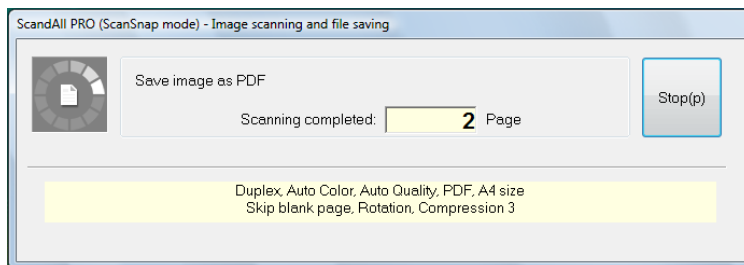 ScandAll PRO (ScanSnap mode) - Image scanning and file saving
Save image as PDF
Scanning completed: 2 Page
Stop(p)
Duplex, Auto Color, Auto Quality, PDF, A4 size
Skip blank page, Rotation, Compression 3